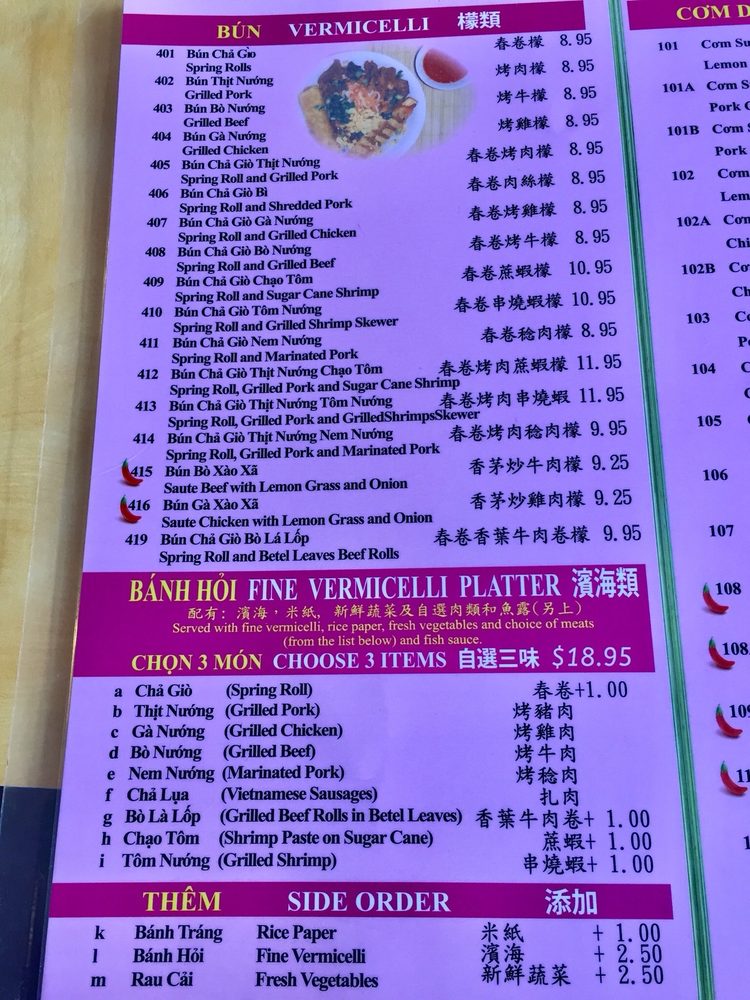 BÚN VERMICELLI 檬類
401 Bún Chả Giò 春卷檬 8.95
Spring Rolls
402 Bún Thịt Nướng 烤肉檬 8.95
Grilled Pork
403 Bún Bò Nướng 烤牛檬 8.95
Grilled Beef
404 Bún Gà Nướng 烤雞檬 8.95
Grilled Chicken
405 Bún Chả Giò Thịt Nướng 春卷烤肉檬 8.95
Spring Roll and Grilled Pork
406 Bún Chả Giò Bì 春卷肉絲檬 8.95
Spring Roll and Shredded Pork
407 Bún Chả Giò Gà Nướng 春卷烤雞檬 8.95
Spring Roll and Grilled Chicken
408 Bún Chả Giò Bò Nướng 春卷烤牛檬 8.95
Spring Roll and Grilled Beef
409 Bún Chả Giò Chạo Tôm 春卷蔗蝦檬 10.95
Spring Roll and Sugar Cane Shrimp
410 Bún Chả Giò Tôm Nướng 春卷串燒蝦檬 10.95
Spring Roll and Grilled Shrimp Skewer
411 Bún Chả Giò Nem Nướng 春卷稔肉檬 8.95
Spring Roll and Marinated Pork
412 Bún Chả Giò Thịt Nướng Chạo Tôm 春卷烤肉蔗蝦檬 11.95
Spring Roll, Grilled Pork and Sugar Cane Shrimp
413 Bún Chả Giò Thịt Nướng Tôm Nướng 春卷烤肉串燒蝦 11.95
Spring Roll, Grilled Pork and GrilledShrimpsSkewer
414 Bún Chả Giò Thịt Nướng Nem Nướng 春卷烤肉稔肉檬 9.95
Spring Roll, Grilled Pork and Marinated Pork
415 Bún Bò Xào Xã 香茅炒牛肉檬 9.25
Saute Beef with Lemon Grass and Onion
416 Bún Gà Xào Xã 香茅炒雞肉檬 9.25
Saute Chicken with Lemon Grass and Onion
419 Bún Chả Giò Bò Lá Lốp 春卷香葉牛肉卷檬 9.95
Spring Roll and Betel Leaves Beef Rolls
BÁNH HỎI FINE VERMICELLI PLATTER 濱海類
配有: 濱海, 米紙, 新鮮蔬菜及自選肉類和魚露(另上)
Served with fine vermicelli, rice paper, fresh vegetables and choice of meats
(from the list below) and fish sauce.
CHỌN 3 MÓN CHOOSE 3 ITEMS 自選三味 $18.95
a Chả Giò (Spring Roll) 春卷+1.00
b Thịt Nướng (Grilled Pork) 烤豬肉
c Gà Nướng (Grilled Chicken) 烤雞肉
d Bò Nướng (Grilled Beef) 烤牛肉
e Nem Nướng (Marinated Pork) 烤稔肉
f Chả Lụa (Vietnamese Sausages) 扎肉
g Bò Là Lốp (Grilled Beef Rolls in Betel Leaves) 香葉牛肉卷+ 1.00
h Chạo Tôm (Shrimp Paste on Sugar Cane) 蔗蝦+ 1.00
i Tôm Nướng (Grilled Shrimp) 串燒蝦+ 1.00
THÊM SIDE ORDER 添加
k Bánh Tráng Rice Paper 米紙 + 1.00
l Bánh Hỏi Fine Vermicelli 濱海 + 2.50
m Rau Cải Fresh Vegetables 新鮮蔬菜 + 2.50
CƠM
101 Cơm
Lemon
101A Cơm
Pork
101B Cơm
Pork
102 Cơm
102A
102B
103
104
105
106
107
108